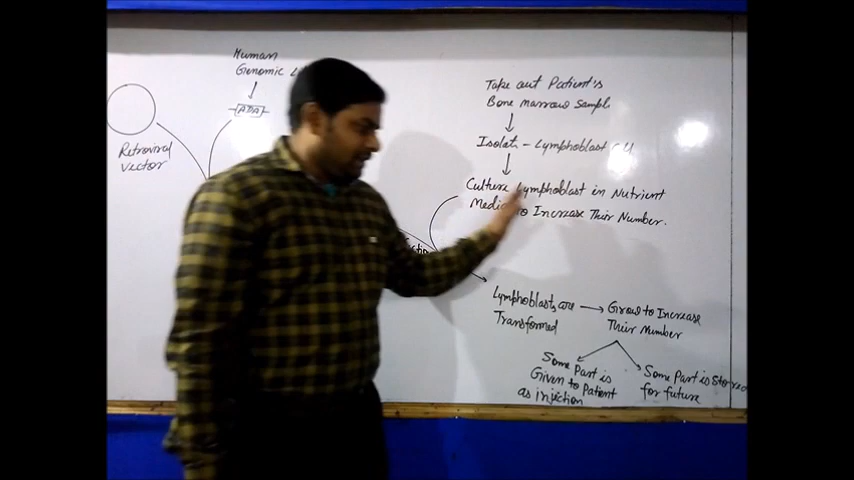 Human
Genomic
ADA
Retroviral
Vector
Take out Patient's
Bone marrow Sample
Isolate - Lymphoblast
Culture Lymphoblast in Nutrient
to Increase Their Number.
Lymphoblasts are
Transformed
Grow to Increase
Their Number
Some Part is
Given to Patient
as Injection
Some Part is Stored
for future